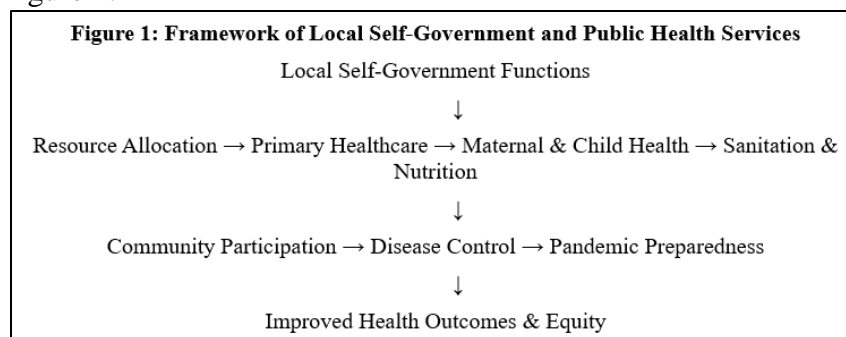 Figure 1: Framework of Local Self-Government and Public Health Services
Local Self-Government Functions
↓
Resource Allocation → Primary Healthcare → Maternal & Child Health → Sanitation &
Nutrition
↓
Community Participation → Disease Control → Pandemic Preparedness
↓
Improved Health Outcomes & Equity